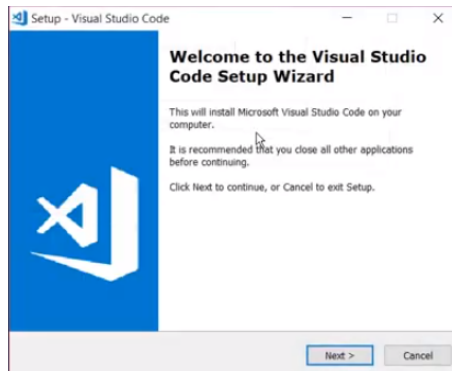 Setup - Visual Studio Code
Welcome to the Visual Studio
Code Setup Wizard
This will install Microsoft Visual Studio Code on your
computer.
It is recommended that you close all other applications
before continuing.
Click Next to continue, or Cancel to exit Setup.
Next >
Cancel